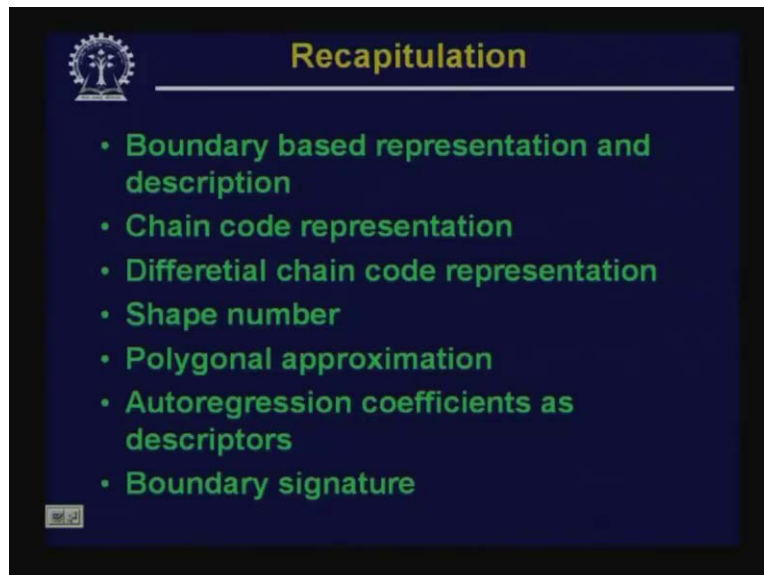 Recapitulation
• Boundary based representation and
description
• Chain code representation
• Differetial chain code representation
• Shape number
• Polygonal approximation
• Autoregression coefficients as
descriptors
• Boundary signature